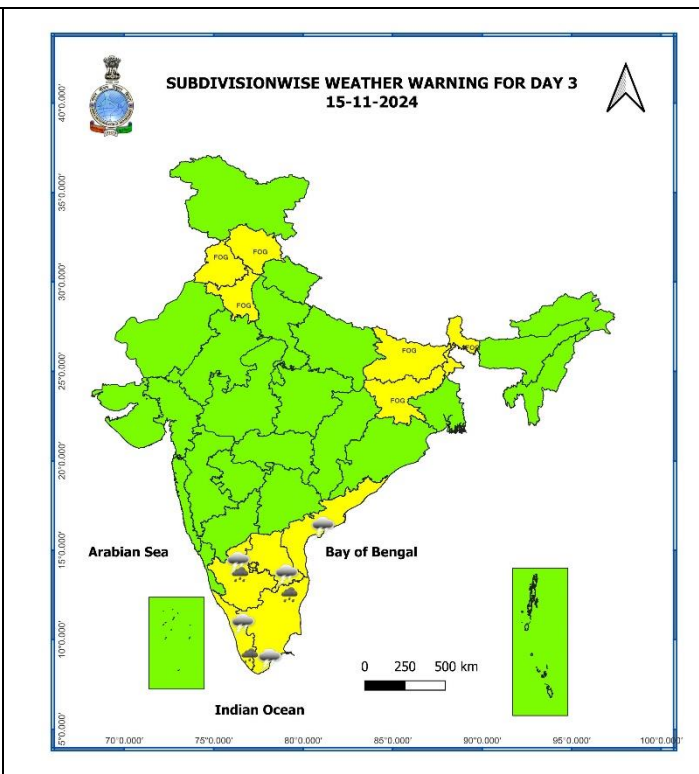 SUBDIVISIONWISE WEATHER WARNING FOR DAY 3
15-11-2024
40°0.000'
35°0.000'
30°0.000'
25°0.000'
20°0.000'
15°0.000'
10°0.000'
5°0.000'
FOG
FOG
FOG
FOG
FOG
FOG
Arabian Sea
Bay of Bengal
0 250 500 km
Indian Ocean
70°0.000' 75°0.000' 80°0.000' 85°0.000' 90°0.000' 95°0.000' 100°0.000'